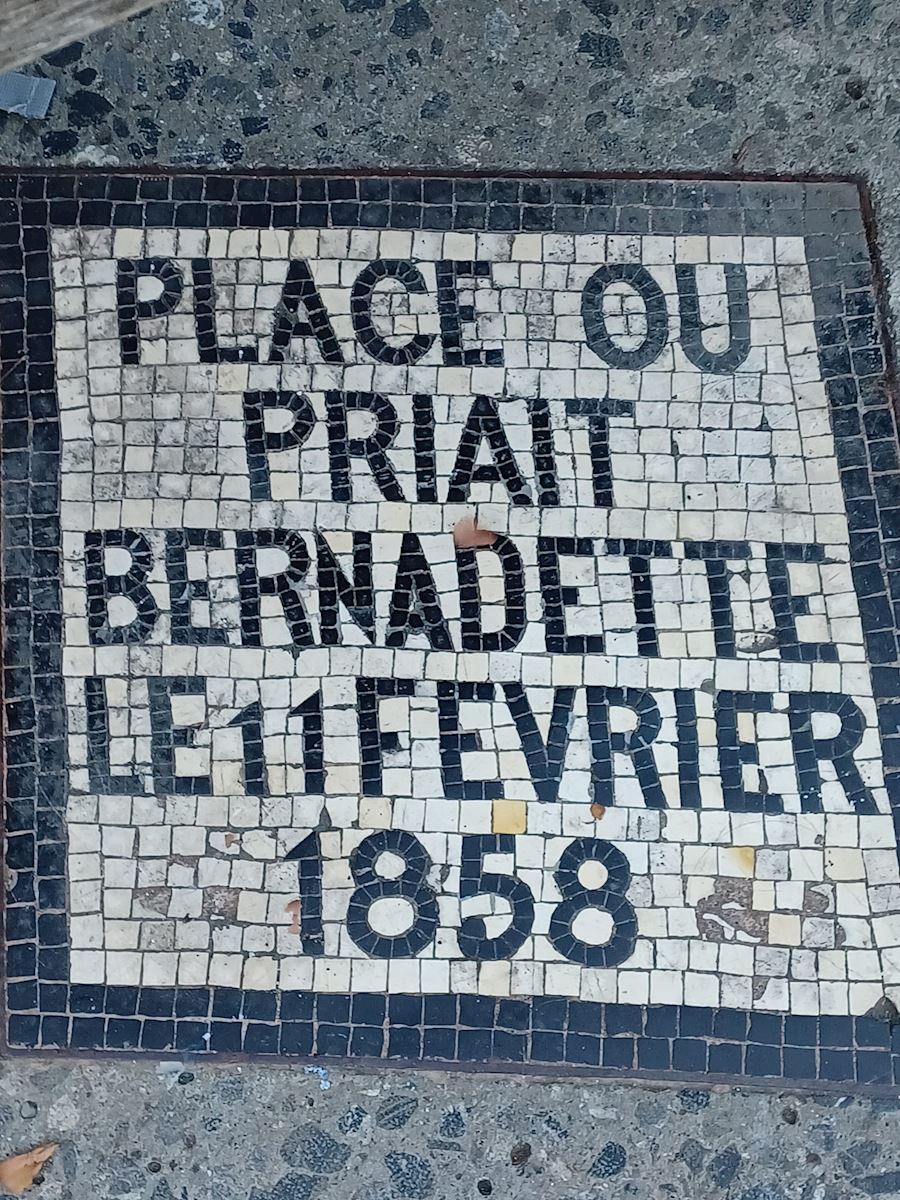 PLACE OU
PRIAIT
BERNADETTE
LE 11 FEVRIER
1858